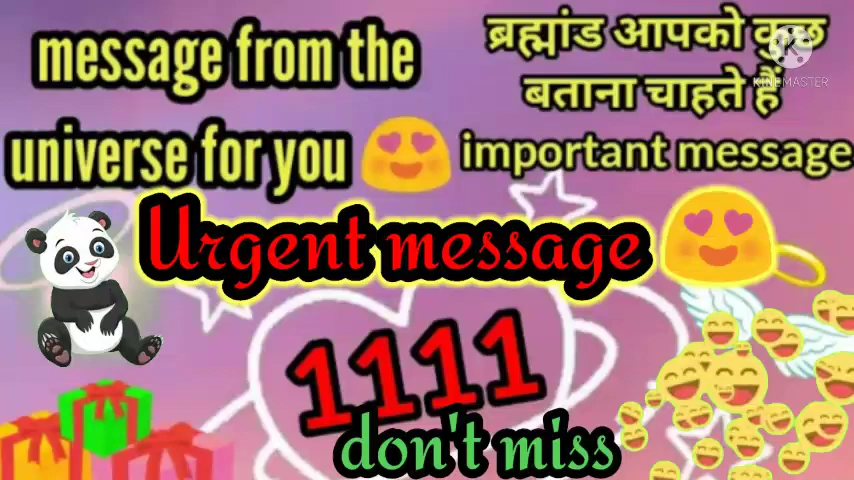 message from the
universe for you
ब्रह्मांड आपको कुछ
बताना चाहते हैं
important message
KINEMASTER
Urgent message
1111
don't miss